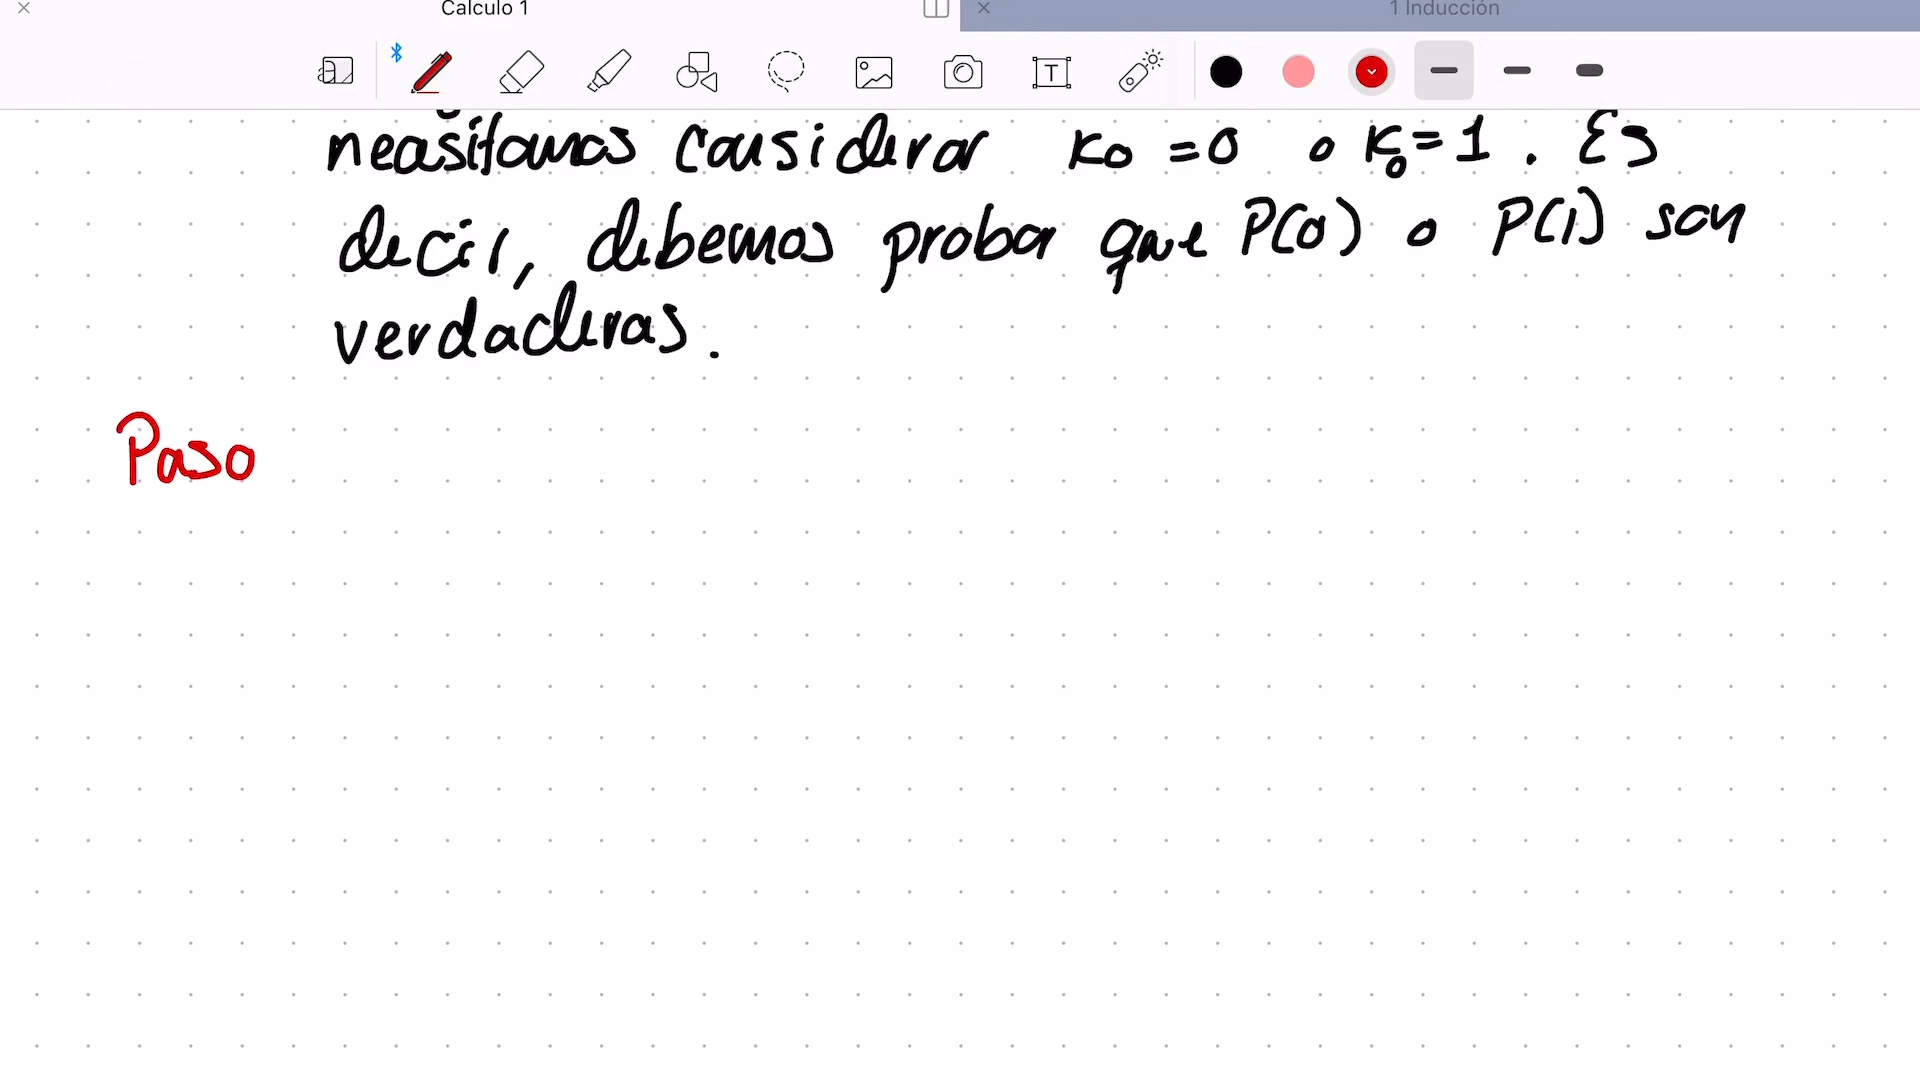 Calculo 1
1 Inducción
necesitamos considerar K₀ = 0 o K₀ = 1 . Es
decir, debemos probar que P(0) o P(1) son
verdaderas.
Paso